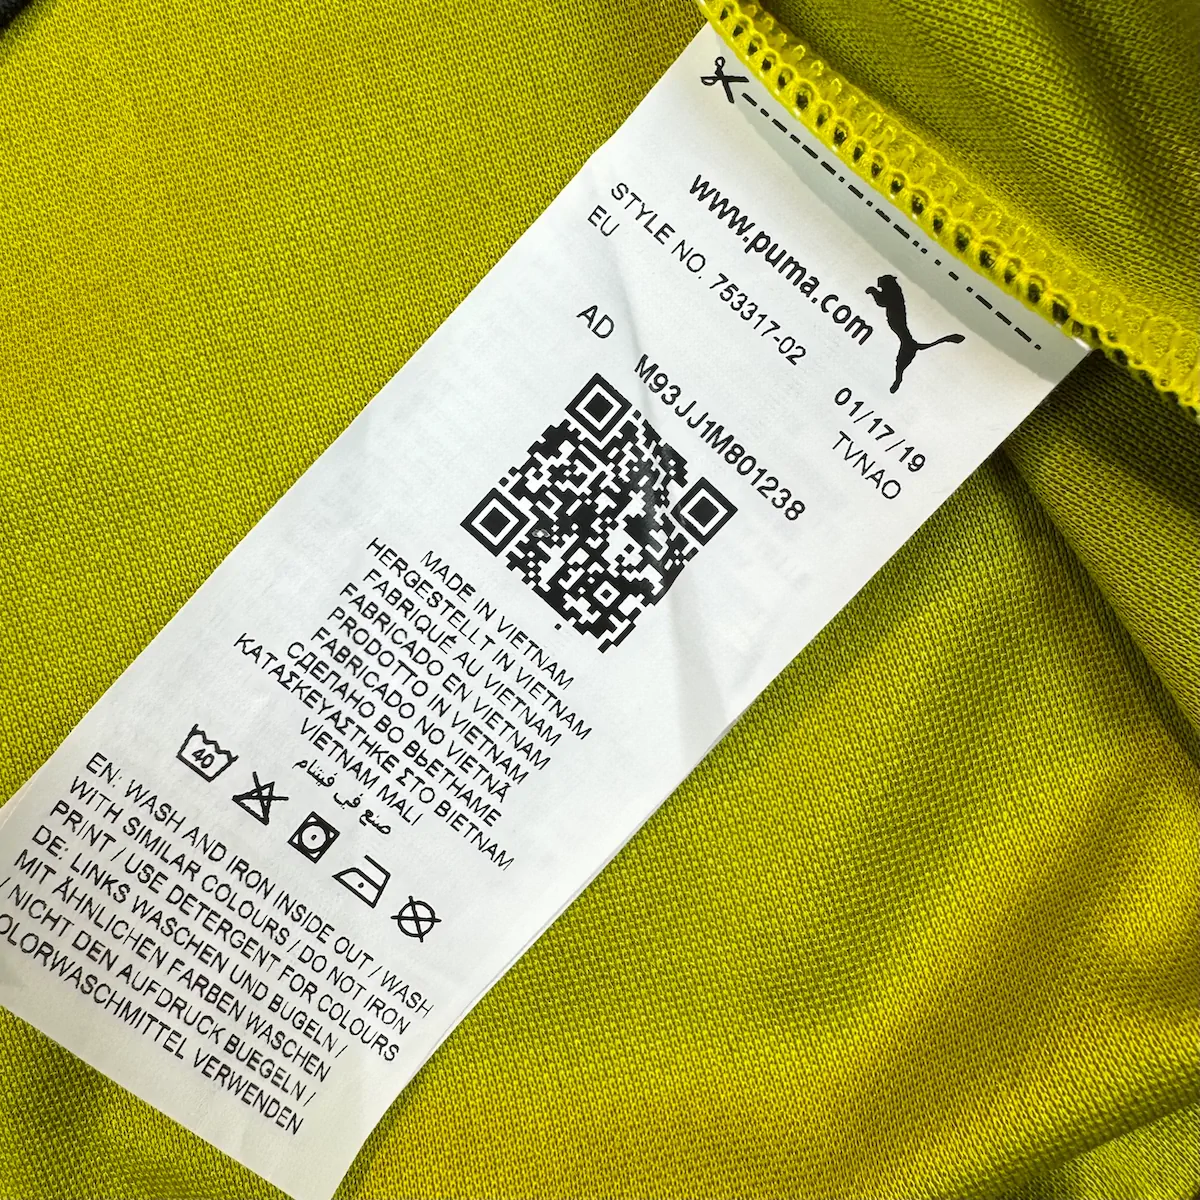 www.puma.com
STYLE NO. 753317-02
01/17/19
EU
TVNAO
AD
M93JJ1M801238
MADE IN VIETNAM
HERGESTELLT IN VIETNAM
FABRIQUÉ AU VIETNAM
FABRICADO EN VIETNAM
PRODOTTO IN VIETNAM
FABRICADO NO VIETNÃ
СДЕПАНО ВО ВЬЕТНАМЕ
ΚΑΤΑΣΚΕΥΑΣΤΗΚΕ ΣΤΟ ΒΙΕΤΝΑΜ
VIETNAM MALI
صنع في فيتنام
40
EN: WASH AND IRON INSIDE OUT / WASH
WITH SIMILAR COLOURS / DO NOT IRON
PRINT / USE DETERGENT FOR COLOURS
DE: LINKS WASCHEN UND BÜGELN /
MIT ÄHNLICHEN FARBEN WASCHEN
/ NICHT DEN AUFDRUCK BUEGELN /
OLORWASCHMITTEL VERWENDEN